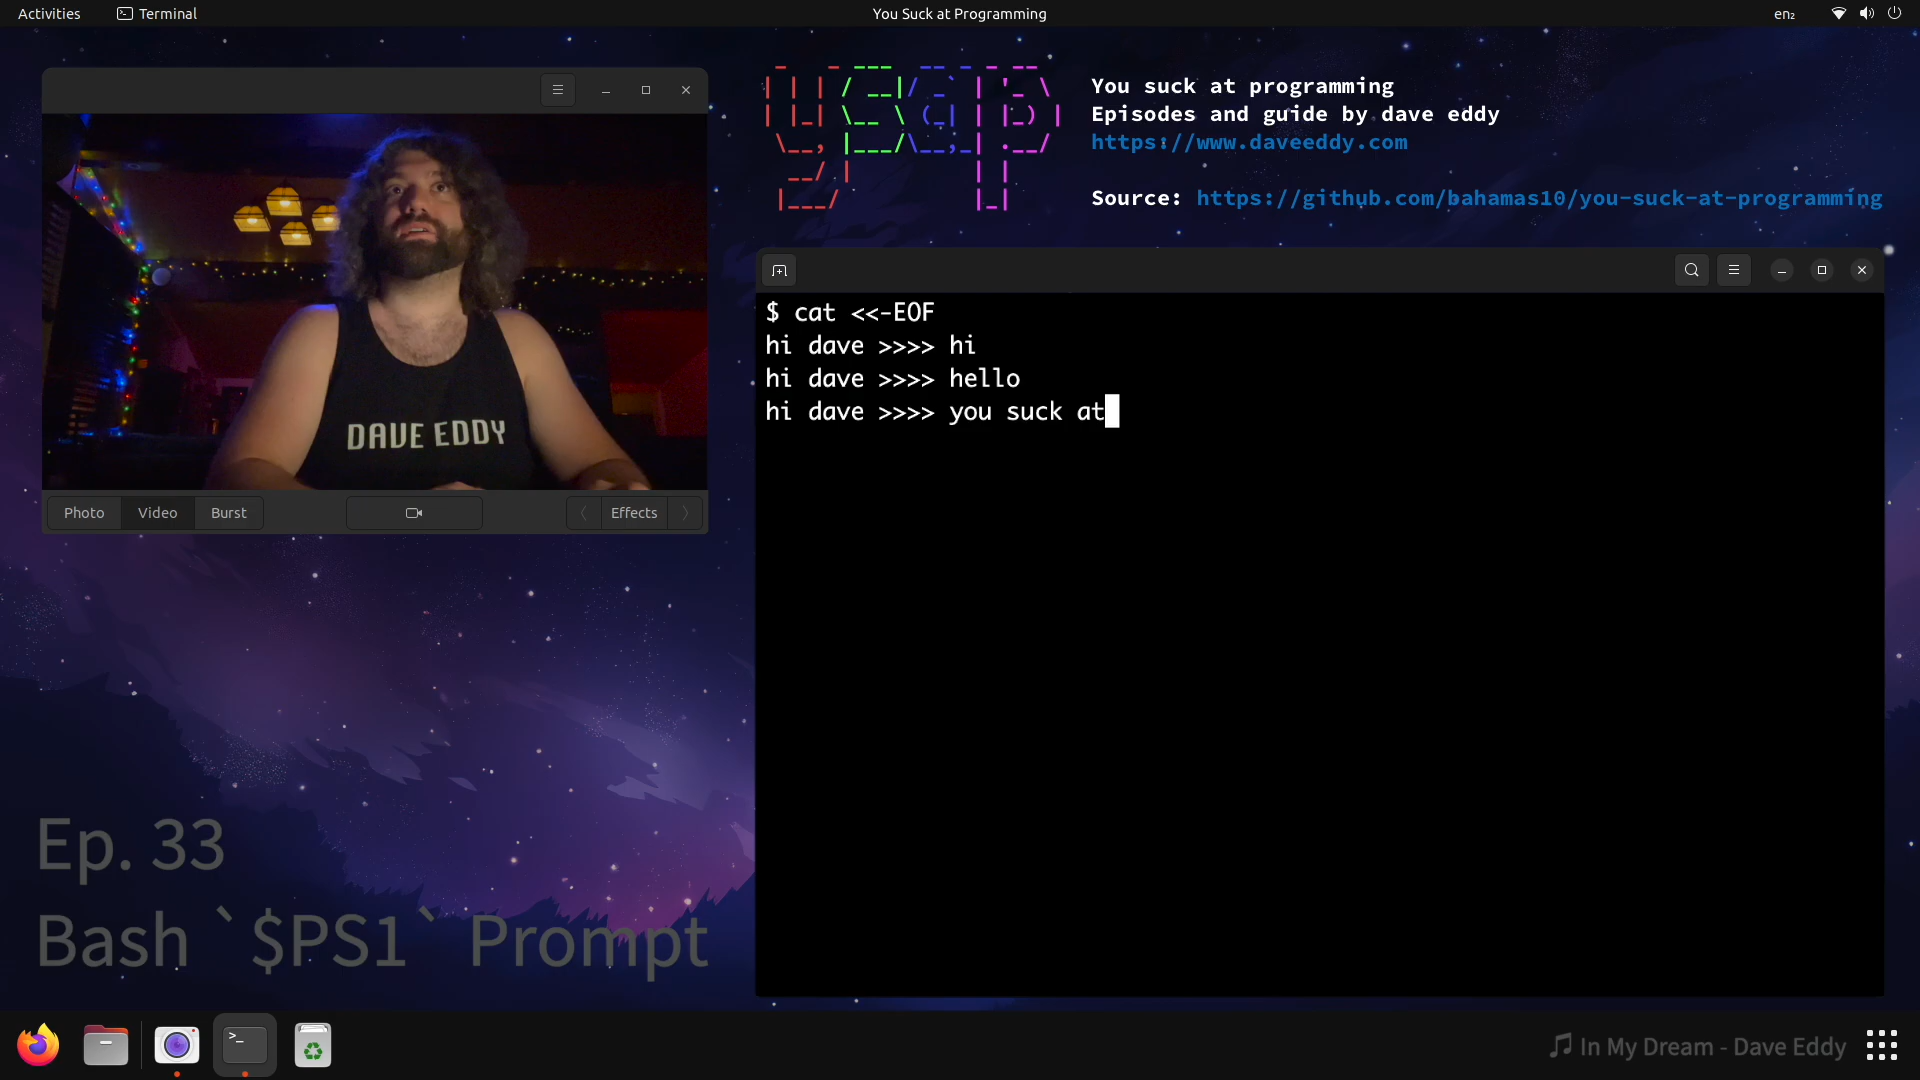 Activities
Terminal
You Suck at Programming
en₂
You suck at programming
Episodes and guide by dave eddy
https://www.daveeddy.com
Source: https://github.com/bahamas10/you-suck-at-programming
DAVE EDDY
Photo
Video
Burst
Effects
$ cat <<-EOF
hi dave >>>> hi
hi dave >>>> hello
hi dave >>>> you suck at
Ep. 33
Bash `$PS1` Prompt
In My Dream - Dave Eddy